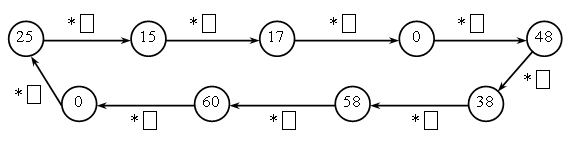 *□ *□ *□ *□
25 15 17 0 48
*□ *□
0 60 58 38
*□ *□ *□